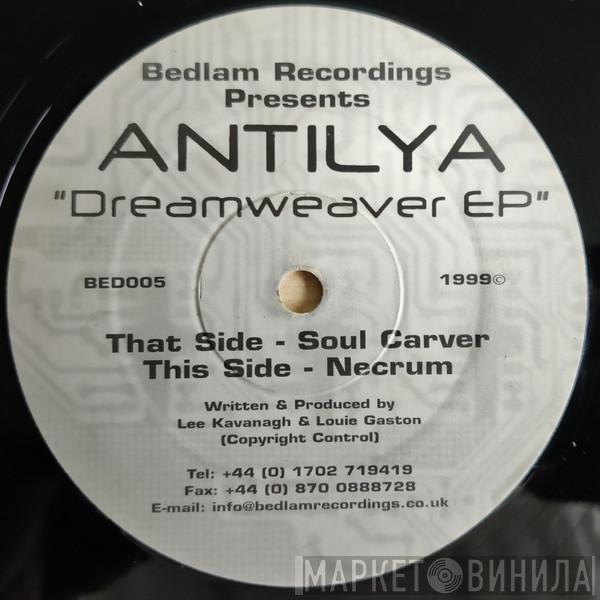 Bedlam Recordings
Presents
ANTILYA
"Dreamweaver EP"
BED005
1999©
That Side - Soul Carver
This Side - Necrum
Written & Produced by
Lee Kavanagh & Louie Gaston
(Copyright Control)
Tel: +44 (0) 1702 719419
Fax: +44 (0) 870 0888728
E-mail: info@bedlamrecordings.co.uk
МАРКЕТ ВИНИЛА